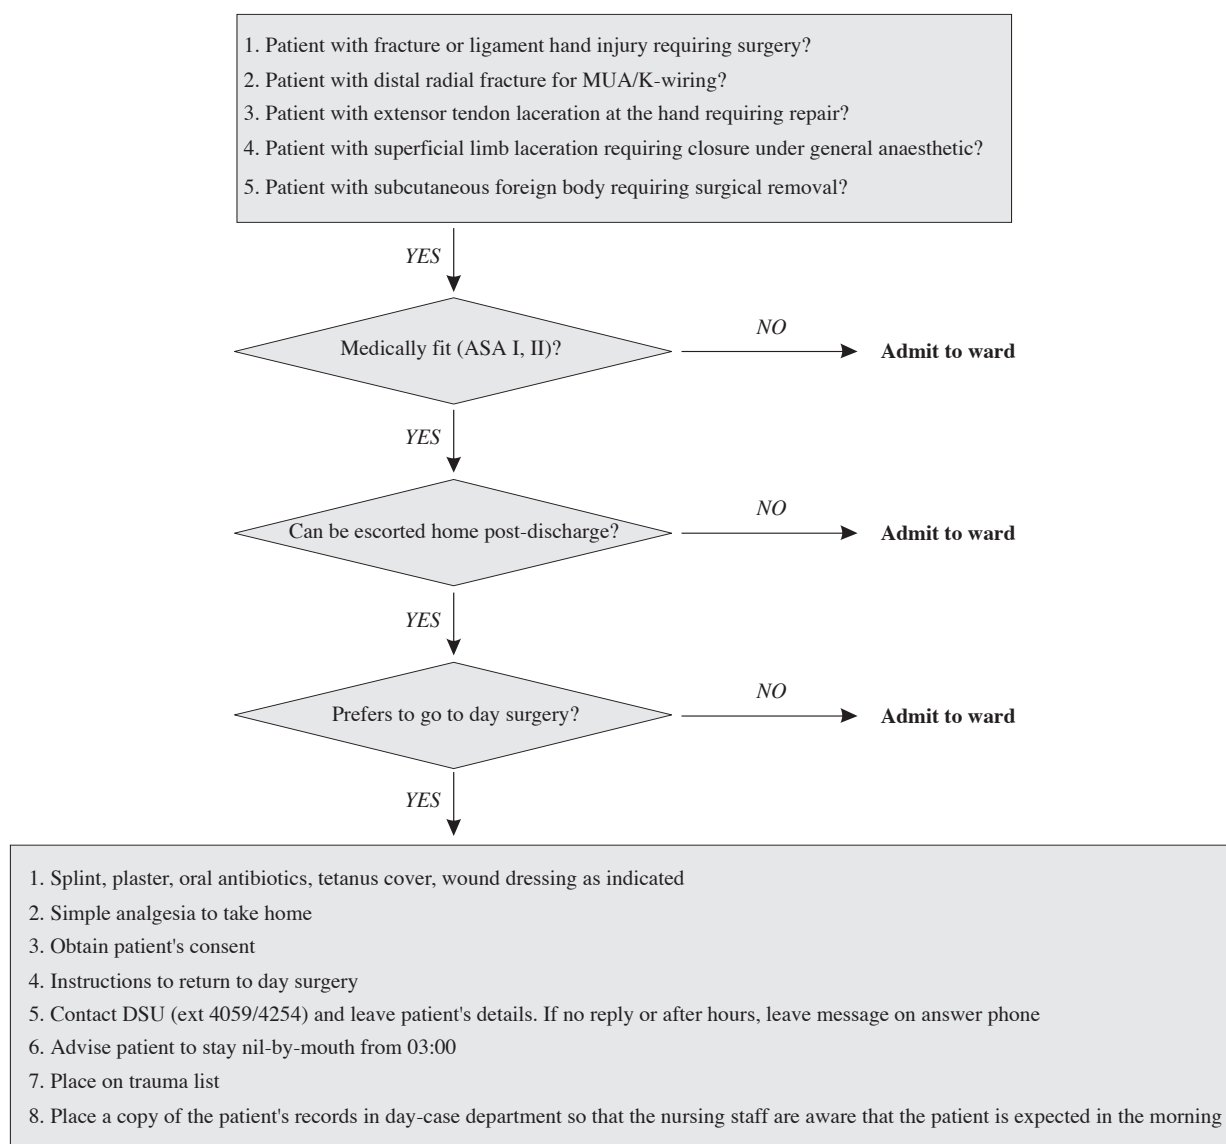 1. Patient with fracture or ligament hand injury requiring surgery?
2. Patient with distal radial fracture for MUA/K-wiring?
3. Patient with extensor tendon laceration at the hand requiring repair?
4. Patient with superficial limb laceration requiring closure under general anaesthetic?
5. Patient with subcutaneous foreign body requiring surgical removal?
YES
Medically fit (ASA I, II)?
NO
Admit to ward
YES
Can be escorted home post-discharge?
NO
Admit to ward
YES
Prefers to go to day surgery?
NO
Admit to ward
YES
1. Splint, plaster, oral antibiotics, tetanus cover, wound dressing as indicated
2. Simple analgesia to take home
3. Obtain patient's consent
4. Instructions to return to day surgery
5. Contact DSU (ext 4059/4254) and leave patient's details. If no reply or after hours, leave message on answer phone
6. Advise patient to stay nil-by-mouth from 03:00
7. Place on trauma list
8. Place a copy of the patient's records in day-case department so that the nursing staff are aware that the patient is expected in the morning